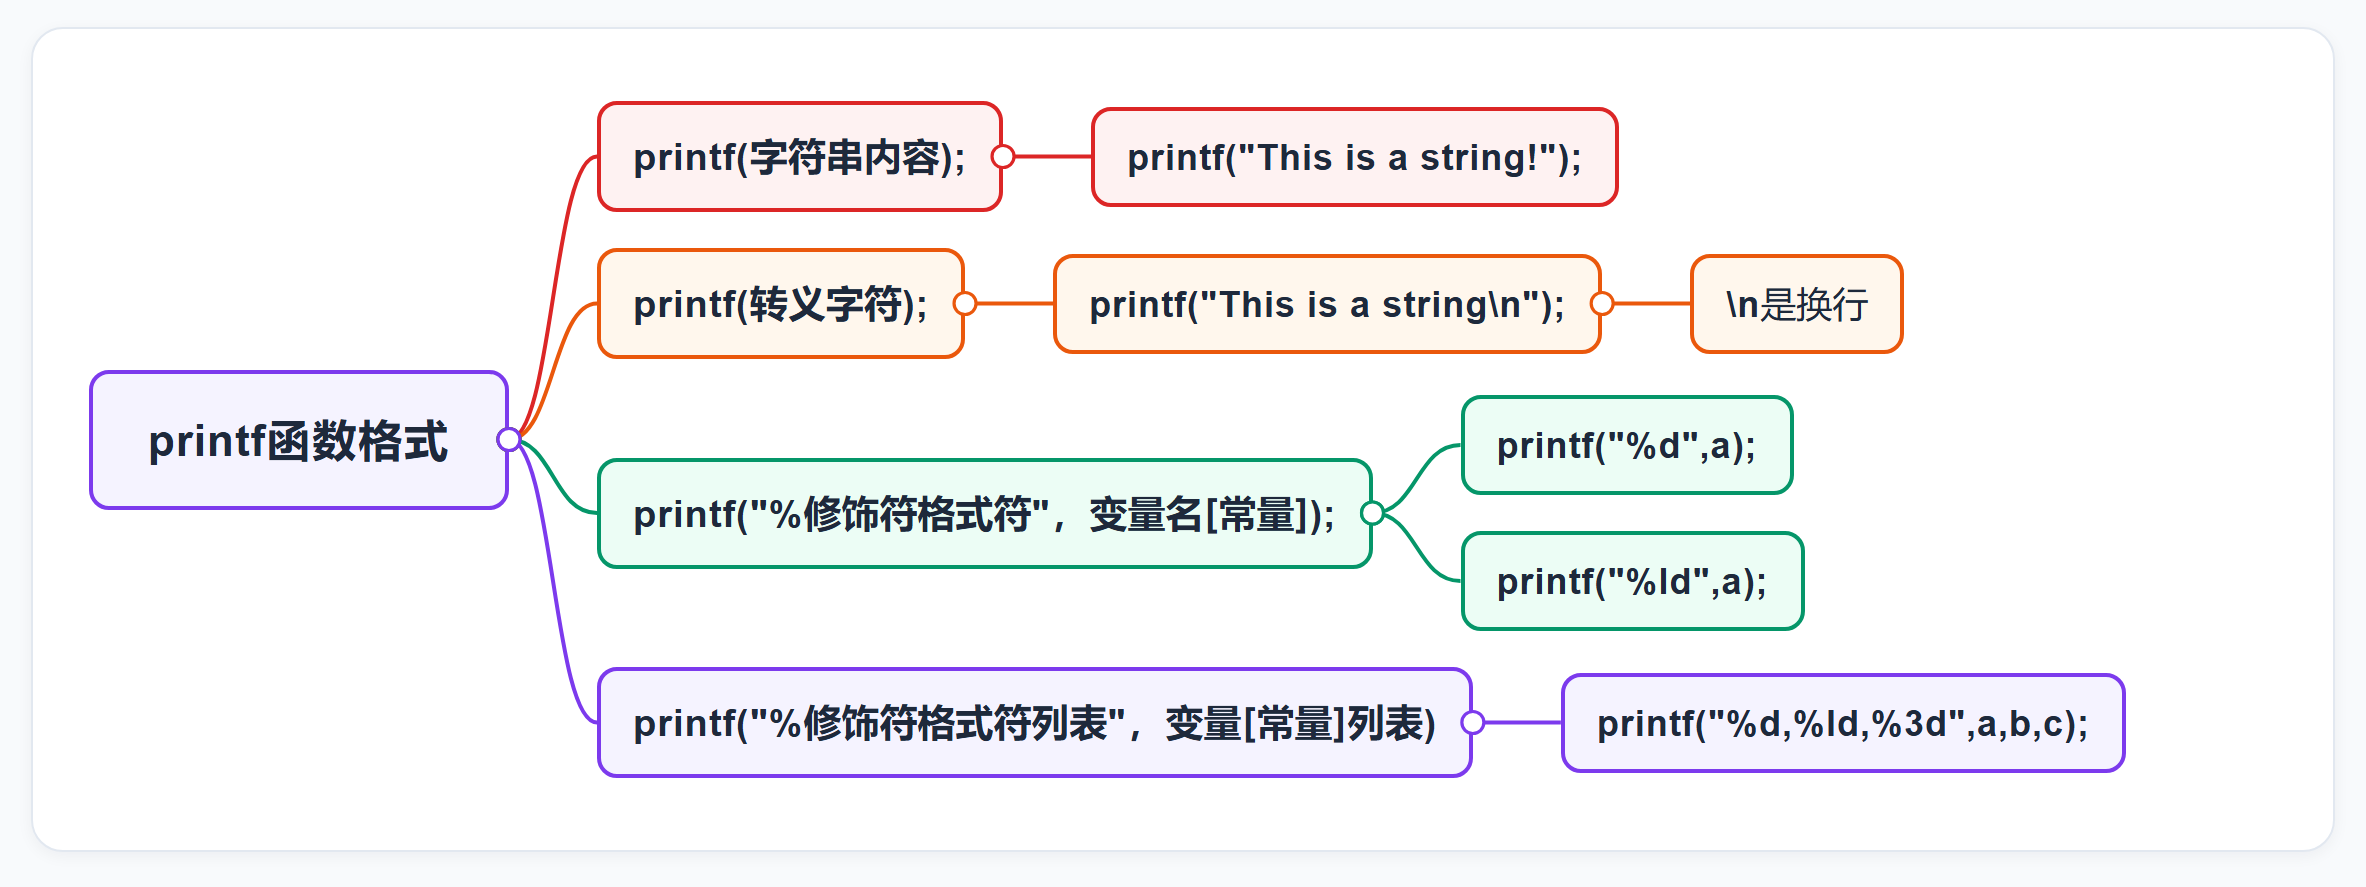 printf函数格式
printf(字符串内容);
printf("This is a string!");
printf(转义字符);
printf("This is a string\n");
\n是换行
printf("%修饰符格式符"，变量名[常量]);
printf("%d",a);
printf("%ld",a);
printf("%修饰符格式符列表"，变量[常量]列表)
printf("%d,%ld,%3d",a,b,c);